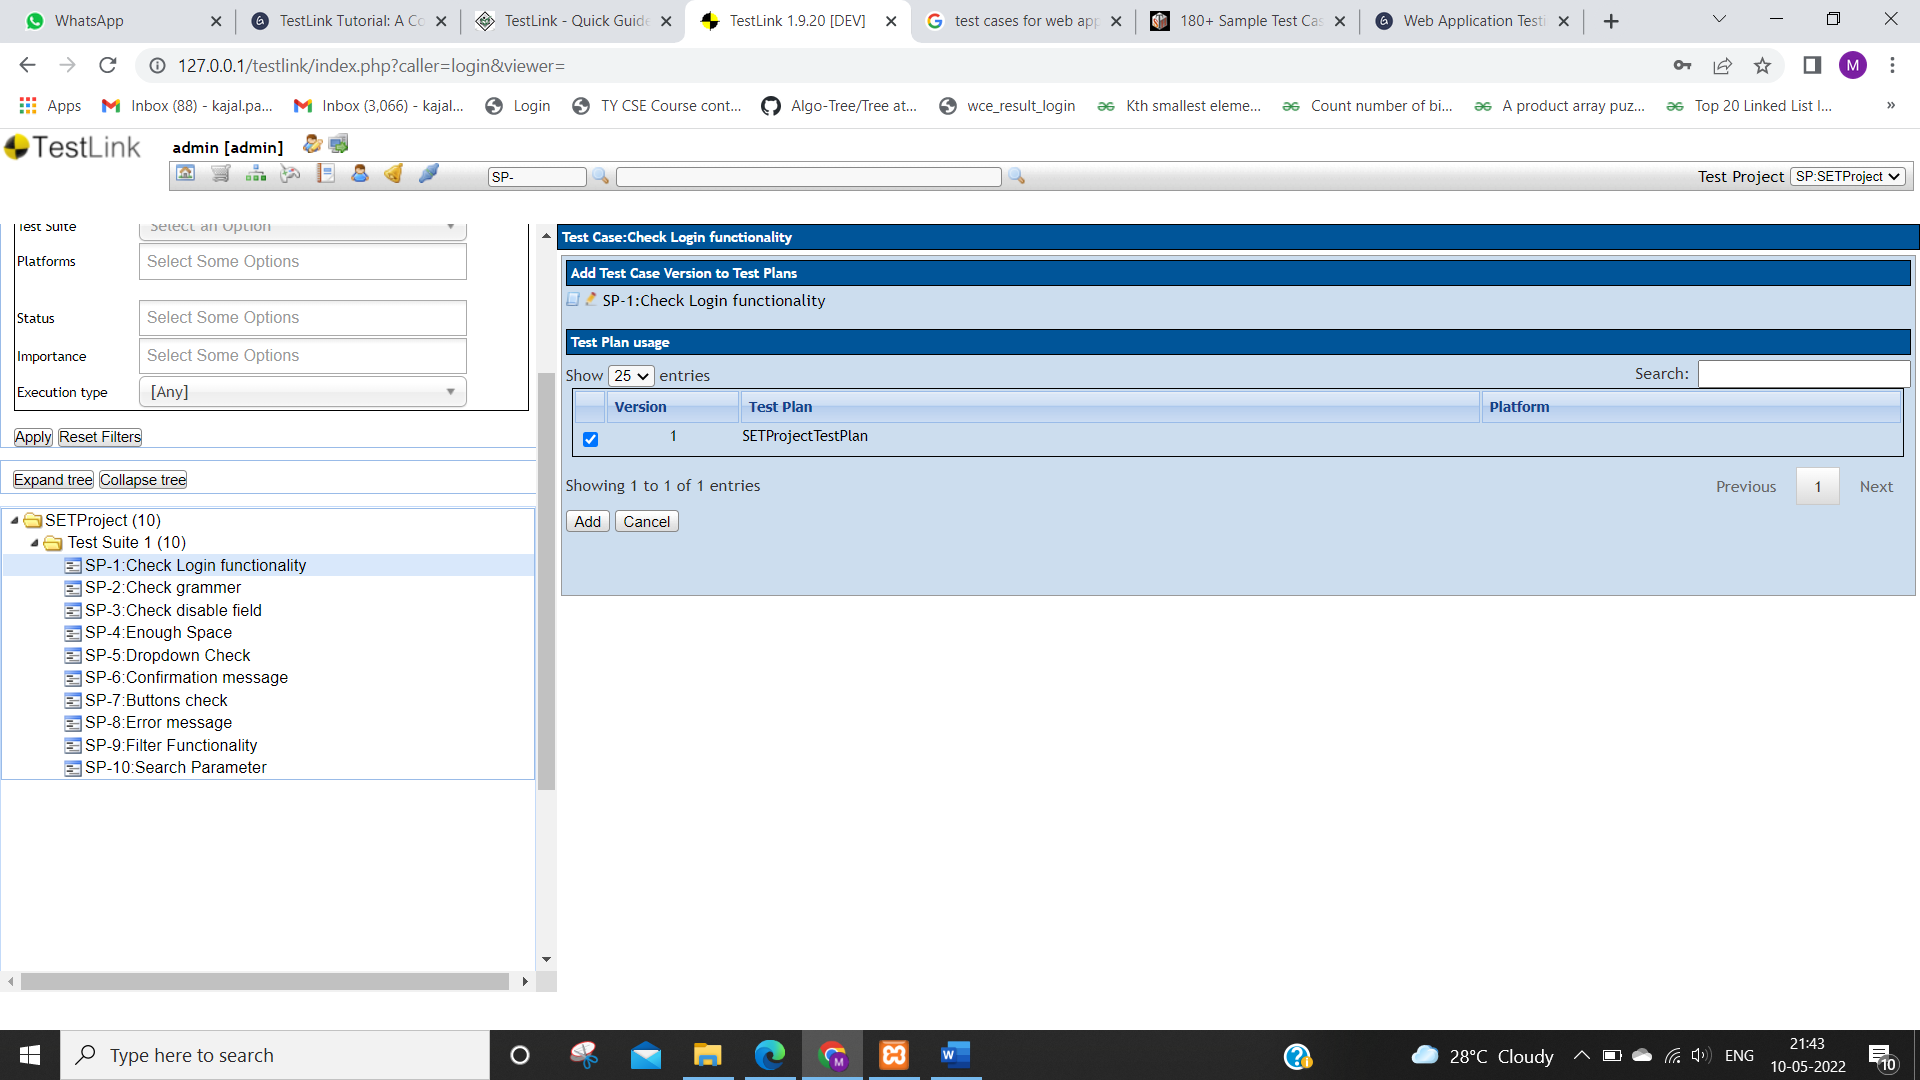 WhatsApp
TestLink Tutorial: A Co
TestLink - Quick Guide
TestLink 1.9.20 [DEV]
test cases for web app
180+ Sample Test Cas
Web Application Testi
127.0.0.1/testlink/index.php?caller=login&viewer=
M
Apps
Inbox (88) - kajal.pa...
Inbox (3,066) - kajal...
Login
TY CSE Course cont...
Algo-Tree/Tree at...
wce_result_login
Kth smallest eleme...
Count number of bi...
A product array puz...
Top 20 Linked List I...
»
TestLink
admin [admin]
SP-
Test Project
SP:SETProject
Test Suite
Select an Option
Platforms
Select Some Options
Status
Select Some Options
Importance
Select Some Options
Execution type
[Any]
Apply
Reset Filters
Expand tree
Collapse tree
SETProject (10)
Test Suite 1 (10)
SP-1:Check Login functionality
SP-2:Check grammer
SP-3:Check disable field
SP-4:Enough Space
SP-5:Dropdown Check
SP-6:Confirmation message
SP-7:Buttons check
SP-8:Error message
SP-9:Filter Functionality
SP-10:Search Parameter
Test Case:Check Login functionality
Add Test Case Version to Test Plans
SP-1:Check Login functionality
Test Plan usage
Show 25 entries
Search:
Version
Test Plan
Platform
1
SETProjectTestPlan
Showing 1 to 1 of 1 entries
Previous
1
Next
Add
Cancel
Type here to search
28°C Cloudy
ENG
21:43
10-05-2022
10